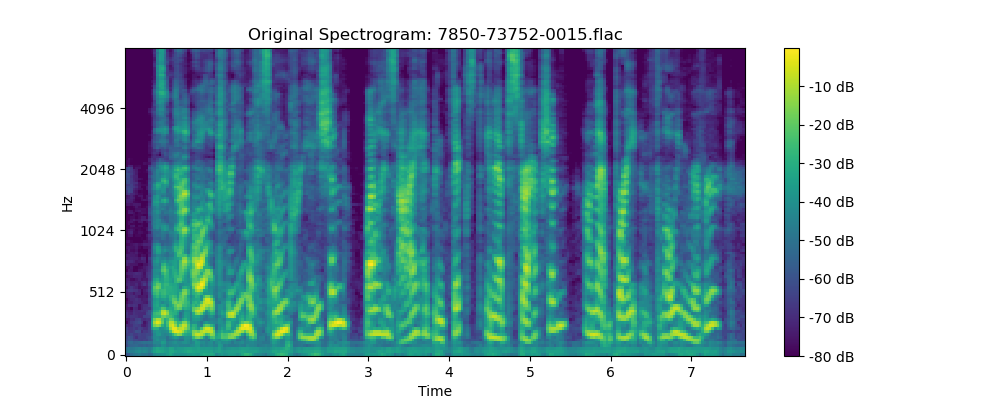 Original Spectrogram: 7850-73752-0015.flac
Hz
4096
2048
1024
512
0
0 1 2 3 4 5 6 7
Time
-10 dB
-20 dB
-30 dB
-40 dB
-50 dB
-60 dB
-70 dB
-80 dB